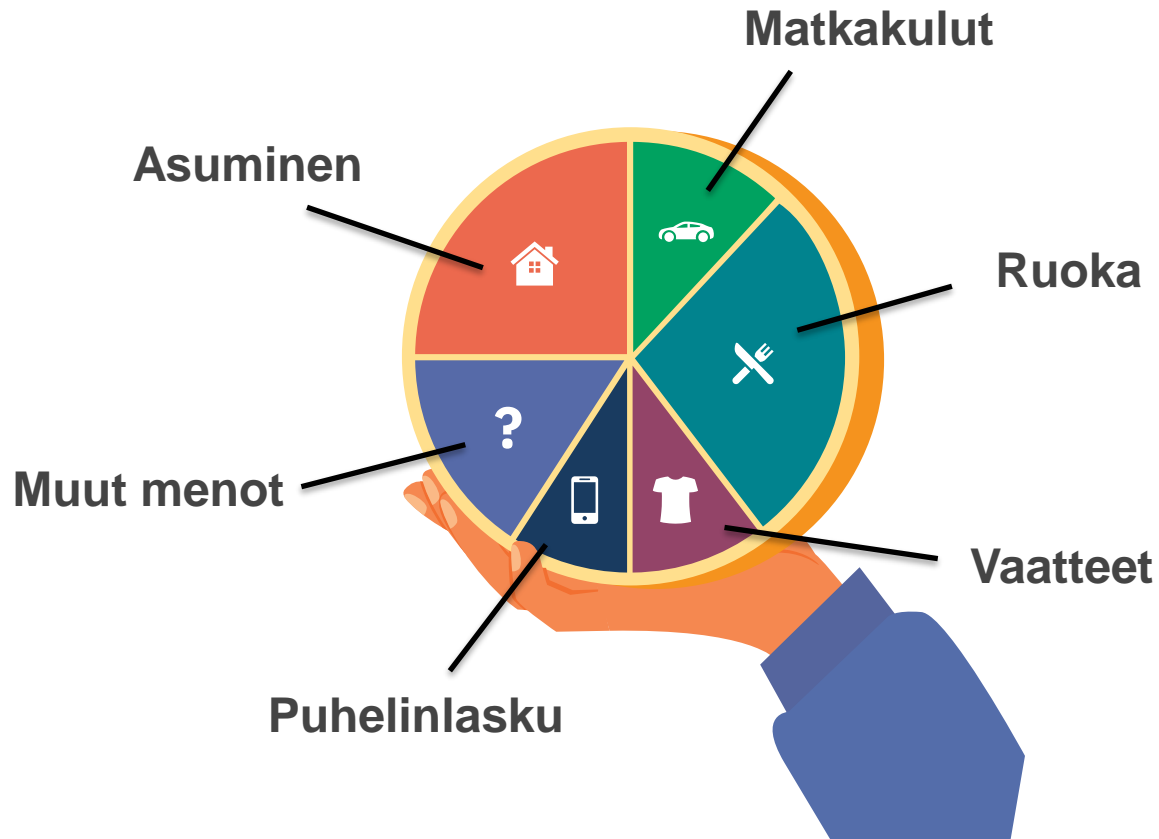 Matkakulut
Asuminen
Ruoka
?
Muut menot
Vaatteet
Puhelinlasku